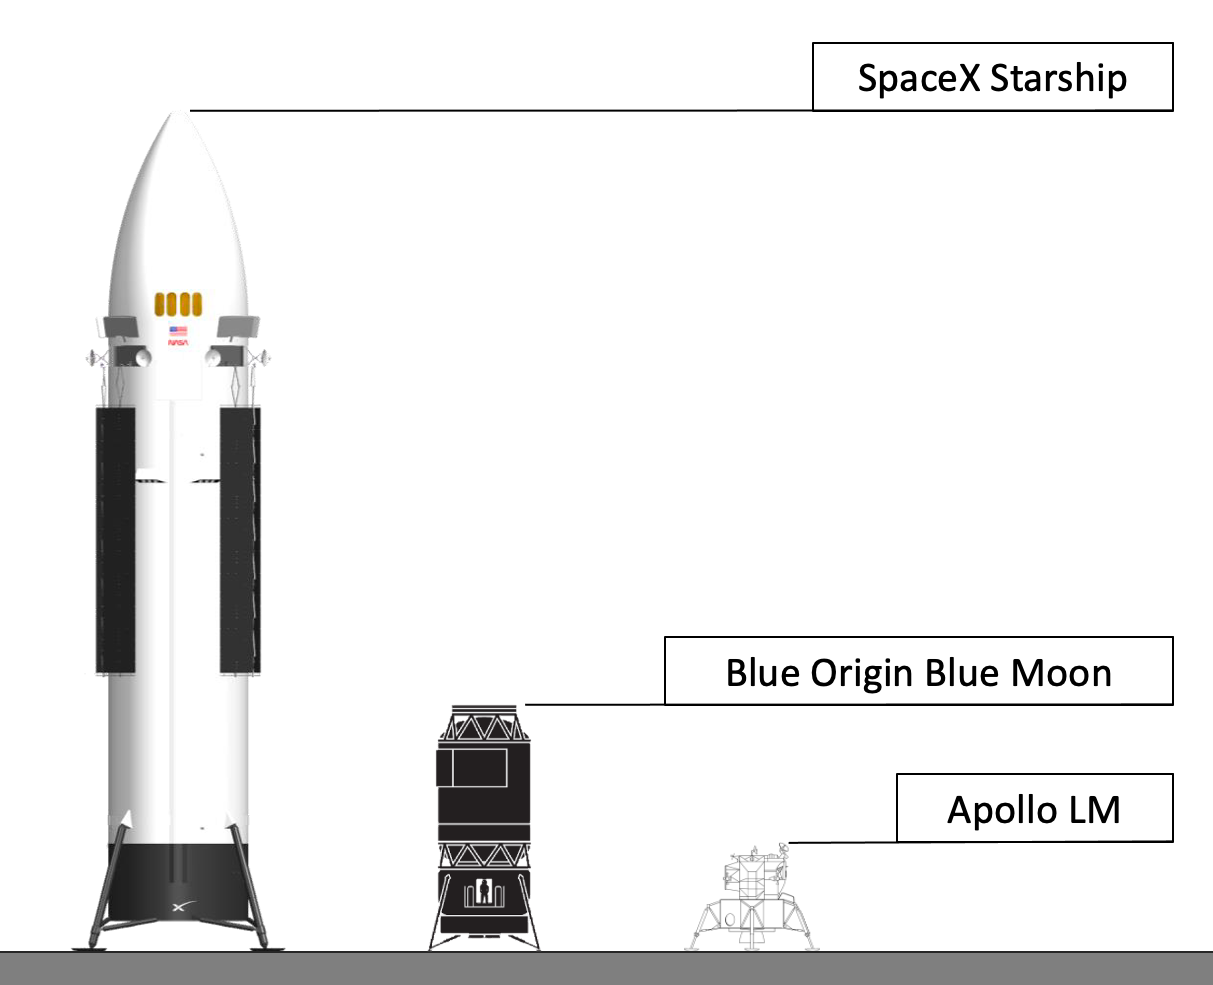 SpaceX Starship
NASA
Blue Origin Blue Moon
Apollo LM